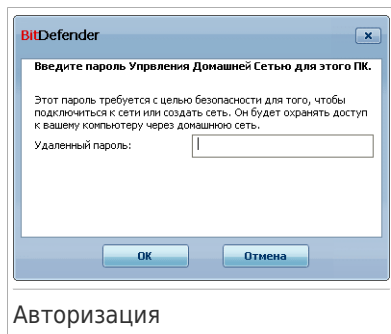 BitDefender
Введите пароль Упрвления Домашней Сетью для этого ПК.
Этот пароль требуется с целью безопасности для того, чтобы
подключиться к сети или создать сеть. Он будет охранять доступ
к вашему компьютеру через домашнюю сеть.
Удаленный пароль:
OK
Отмена
Авторизация